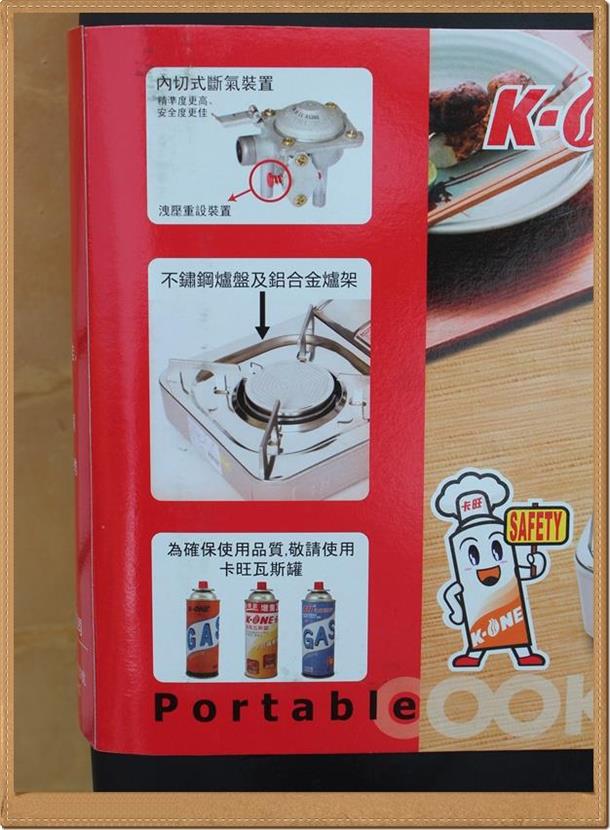 內切式斷氣裝置
精準度更高、
安全度更佳
洩壓重設裝置
K-O
不鏽鋼爐盤及鋁合金爐架
卡旺
SAFETY
K-ONE
為確保使用品質,敬請使用
卡旺瓦斯罐
K-ONE
GAS
K-ONE
GAS
Portable
COOK